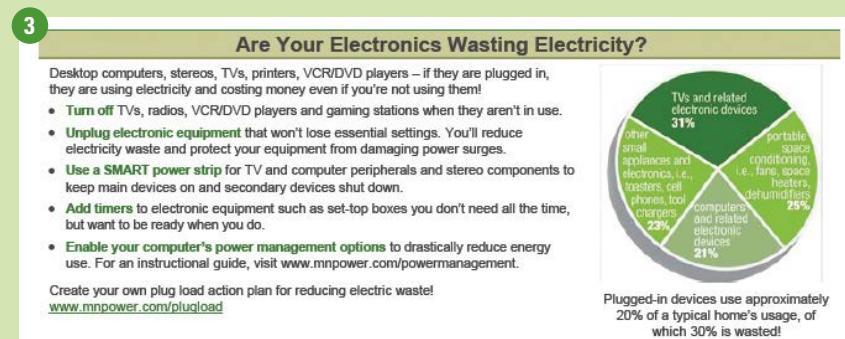 3
Are Your Electronics Wasting Electricity?
Desktop computers, stereos, TVs, printers, VCR/DVD players – if they are plugged in,
they are using electricity and costing money even if you're not using them!
• Turn off TVs, radios, VCR/DVD players and gaming stations when they aren't in use.
• Unplug electronic equipment that won't lose essential settings. You'll reduce
electricity waste and protect your equipment from damaging power surges.
• Use a SMART power strip for TV and computer peripherals and stereo components to
keep main devices on and secondary devices shut down.
• Add timers to electronic equipment such as set-top boxes you don't need all the time,
but want to be ready when you do.
• Enable your computer's power management options to drastically reduce energy
use. For an instructional guide, visit www.mnpower.com/powermanagement.
Create your own plug load action plan for reducing electric waste!
www.mnpower.com/plugload
TVs and related
electronic devices
31%
other
small
appliances and
electronics, i.e.,
toasters, cell
phones, tool
chargers
23%
portable
space
conditioning,
i.e., fans, space
heaters,
dehumidifiers
25%
computers
and related
electronic
devices
21%
Plugged-in devices use approximately
20% of a typical home's usage, of
which 30% is wasted!